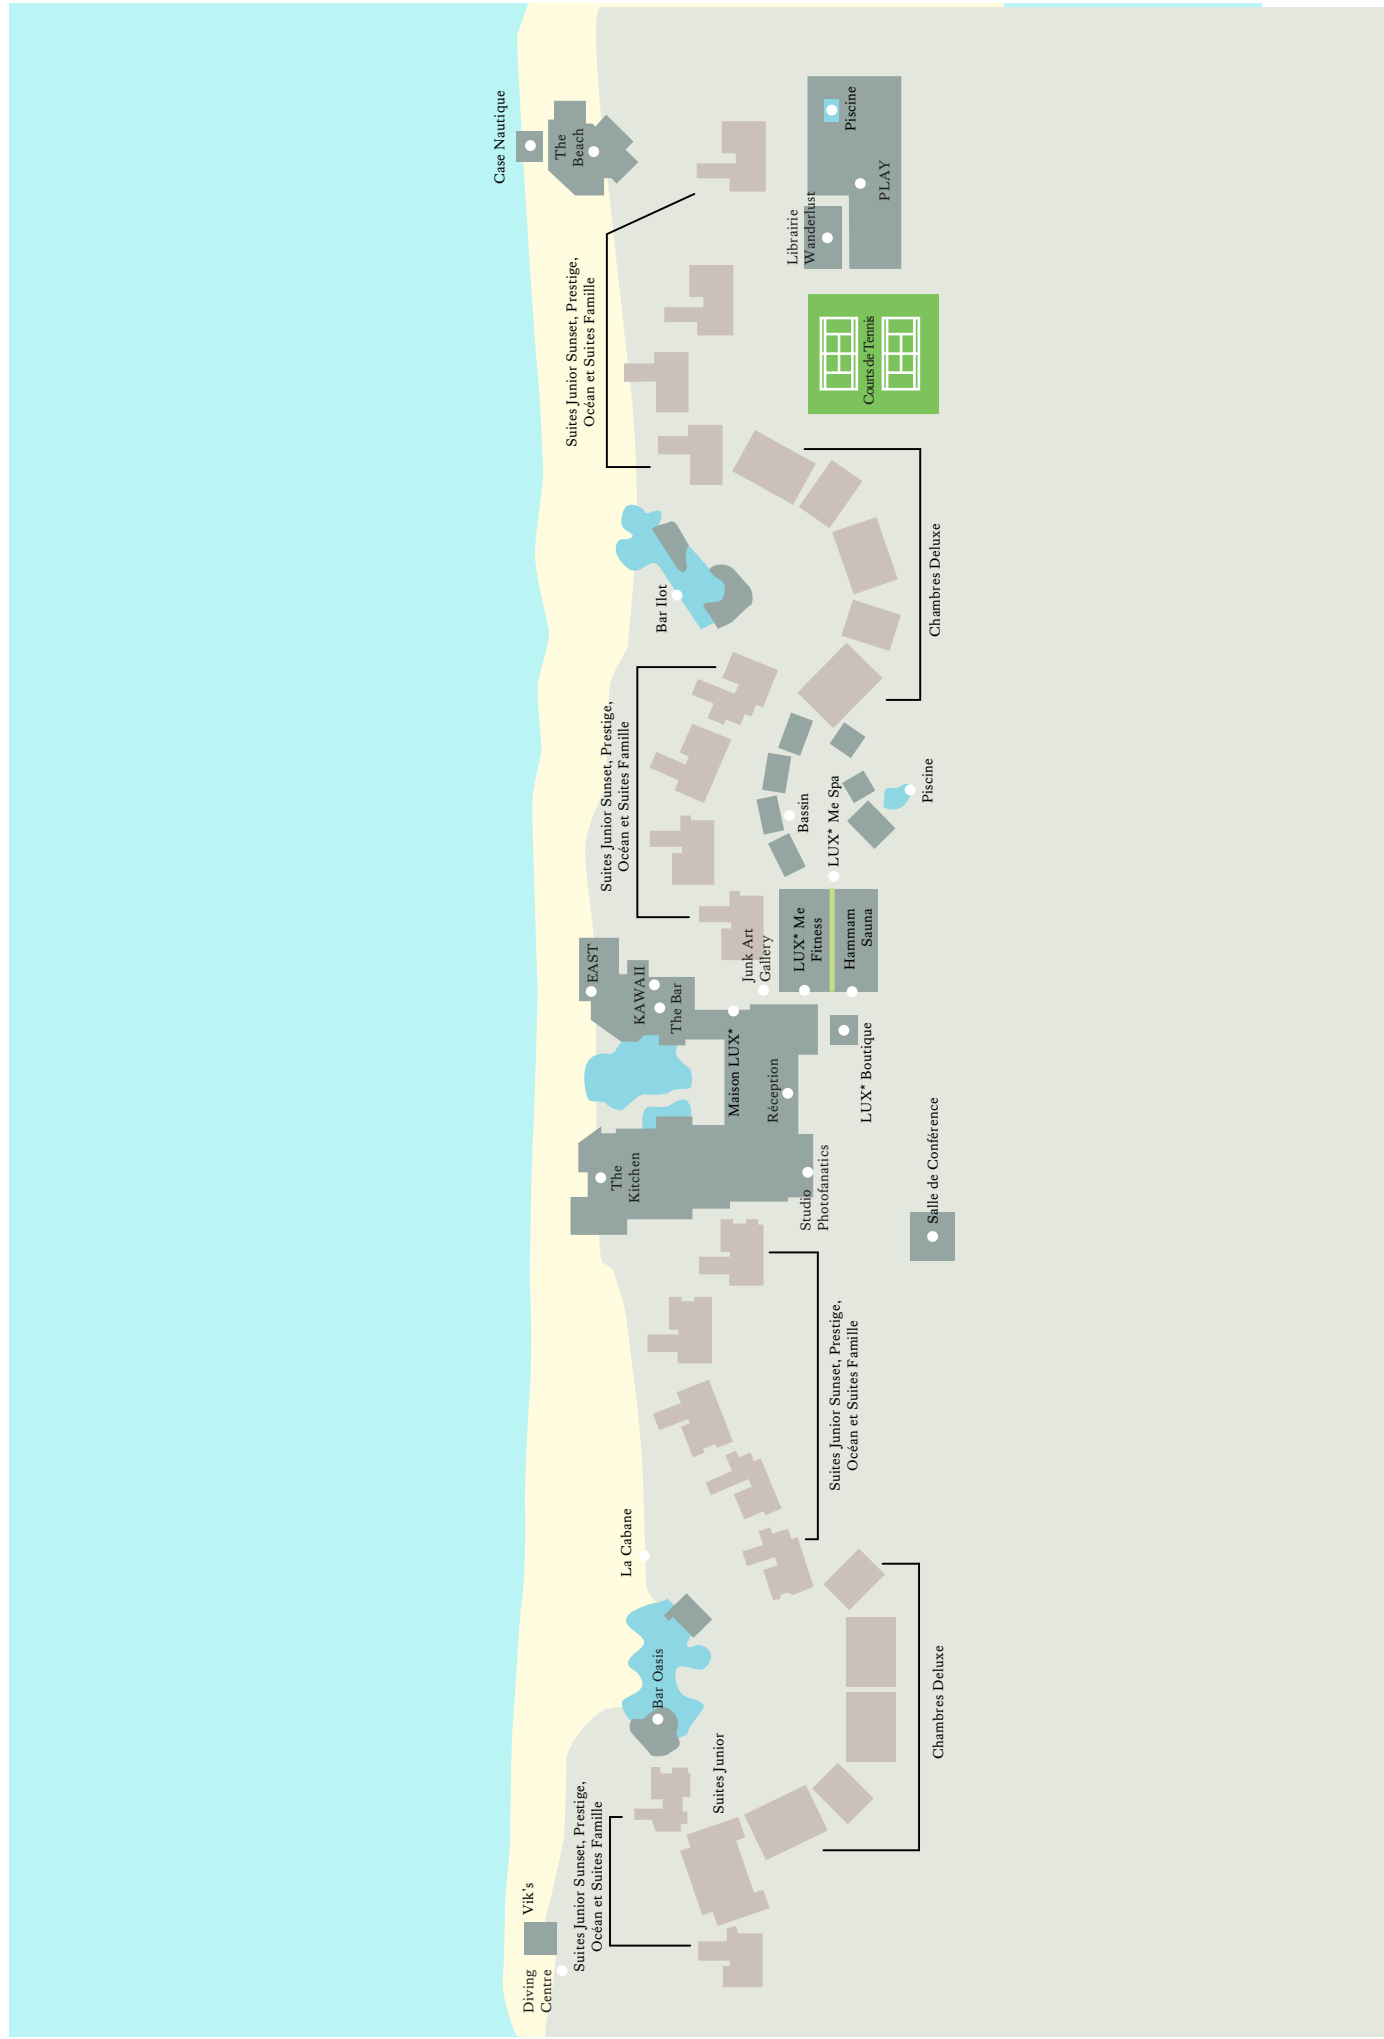 Case Nautique
The
Beach
Piscine
PLAY
Librairie
Wanderlust
Suites Junior Sunset, Prestige,
Océan et Suites Famille
Courts de Tennis
Chambres Deluxe
Bar Ilot
Suites Junior Sunset, Prestige,
Océan et Suites Famille
Bassin
LUX* Me Spa
Piscine
EAST
KAWAII
The Bar
Junk Art
Gallery
LUX* Me
Fitness
Hammam
Sauna
Maison LUX*
Réception
LUX* Boutique
The
Kitchen
Studio
Photofanatics
Salle de Conférence
Suites Junior Sunset, Prestige,
Océan et Suites Famille
La Cabane
Bar Oasis
Suites Junior
Chambres Deluxe
Suites Junior Sunset, Prestige,
Océan et Suites Famille
Vik's
Diving
Centre